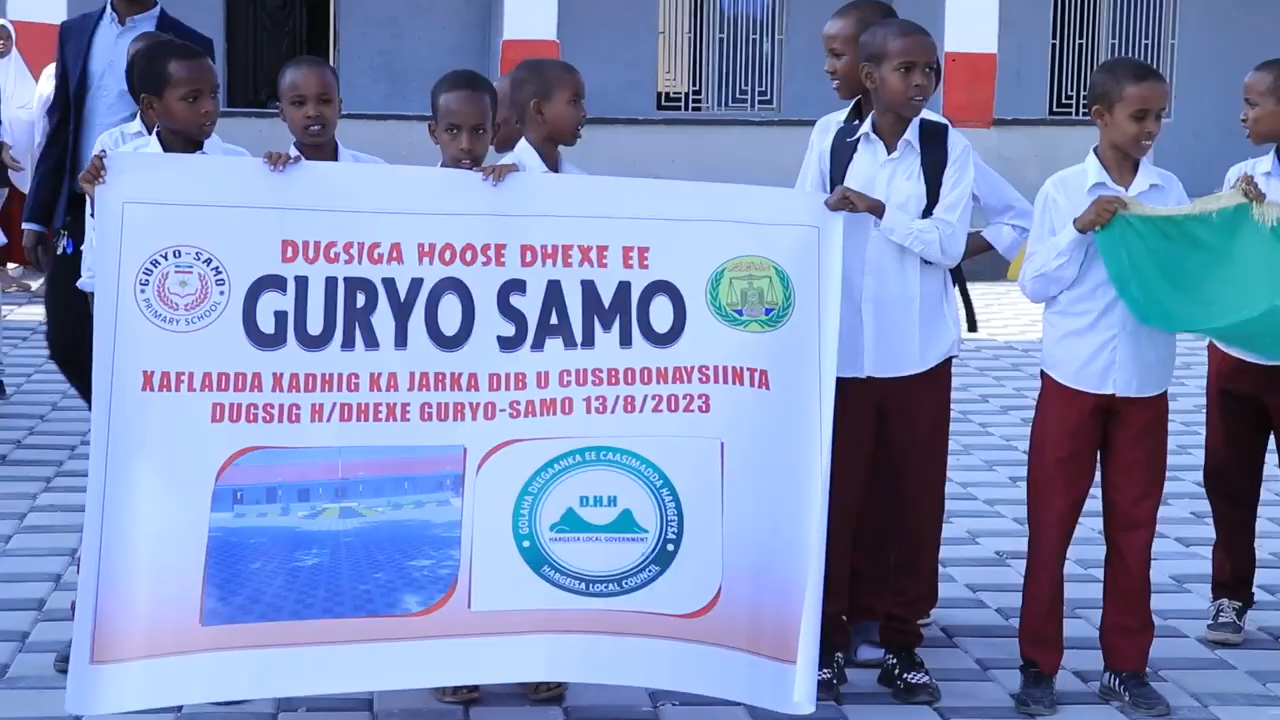 DUGSIGA HOOSE DHEXE EE
GURYO SAMO
GURYO-SAMO
PRIMARY SCHOOL
XAFLADDA XADHIG KA JARKA DIB U CUSBOONAYSIINTA
DUGSIG H/DHEXE GURYO-SAMO 13/8/2023
GOLAHA DEEGAANKA EE CAASIMADDA HARGEYSA
D.H.H
HARGEISA LOCAL GOVERNMENT
HARGEISA LOCAL COUNCIL